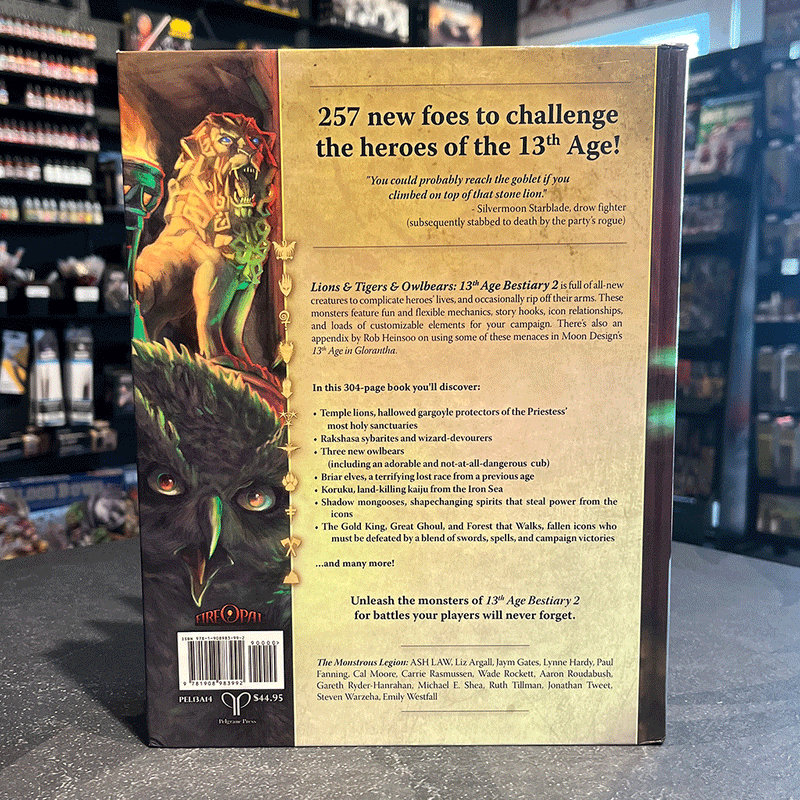 257 new foes to challenge
the heroes of the 13th Age!
"You could probably reach the goblet if you
climbed on top of that stone lion."
- Silvermoon Starblade, drow fighter
(subsequently stabbed to death by the party's rogue)
Lions & Tigers & Owlbears: 13th Age Bestiary 2 is full of all-new
creatures to complicate heroes' lives, and occasionally rip off their arms. These
monsters feature fun and flexible mechanics, story hooks, icon relationships,
and loads of customizable elements for your campaign. There's also an
appendix by Rob Heinsoo on using some of these menaces in Moon Design's
13th Age in Glorantha.
In this 304-page book you'll discover:
• Temple lions, hallowed gargoyle protectors of the Priestess'
most holy sanctuaries
• Rakshasa sybarites and wizard-devourers
• Three new owlbears
(including an adorable and not-at-all-dangerous cub)
• Briar elves, a terrifying lost race from a previous age
• Koruku, land-killing kaiju from the Iron Sea
• Shadow mongooses, shapechanging spirits that steal power from the
icons
• The Gold King, Great Ghoul, and Forest that Walks, fallen icons who
must be defeated by a blend of swords, spells, and campaign victories
...and many more!
Unleash the monsters of 13th Age Bestiary 2
for battles your players will never forget.
The Monstrous Legion: ASH LAW, Liz Argall, Jaym Gates, Lynne Hardy, Paul
Fanning, Cal Moore, Carrie Rasmussen, Wade Rockett, Aaron Roudabush,
Gareth Ryder-Hanrahan, Michael E. Shea, Ruth Tillman, Jonathan Tweet,
Steven Warzeha, Emily Westfall
FIRE OPAL
ISBN 978-1-908983-99-2
90000
9 781908 983992
PEL13A14
$44.95
Pelgrane Press